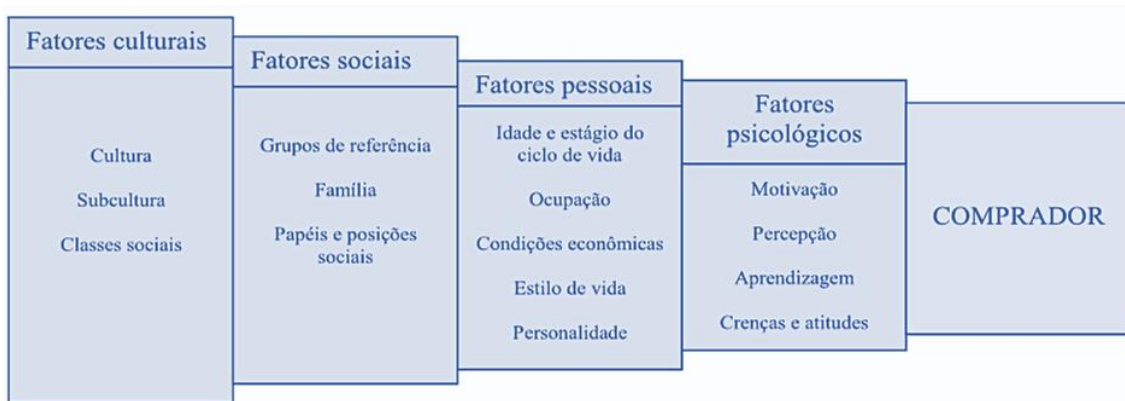 Fatores culturais
Cultura
Subcultura
Classes sociais
Fatores sociais
Grupos de referência
Família
Papéis e posições
sociais
Fatores pessoais
Idade e estágio do
ciclo de vida
Ocupação
Condições econômicas
Estilo de vida
Personalidade
Fatores
psicológicos
Motivação
Percepção
Aprendizagem
Crenças e atitudes
COMPRADOR